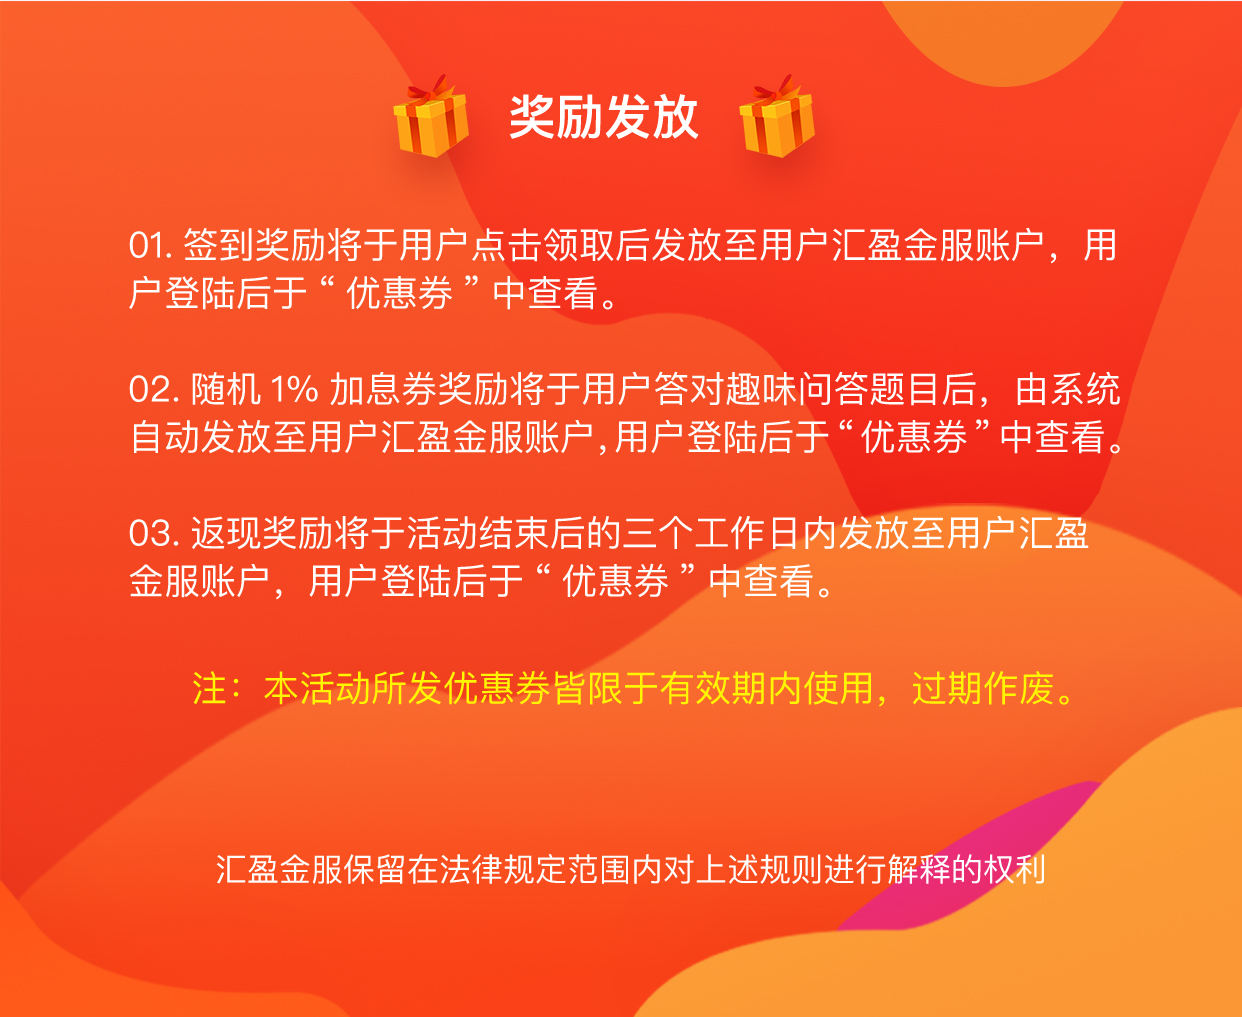 奖励发放
01. 签到奖励将于用户点击领取后发放至用户汇盈金服账户，用
户登陆后于“优惠券”中查看。
02. 随机 1% 加息券奖励将于用户答对趣味问答题目后，由系统
自动发放至用户汇盈金服账户,用户登陆后于“优惠券”中查看。
03. 返现奖励将于活动结束后的三个工作日内发放至用户汇盈
金服账户，用户登陆后于“优惠券”中查看。
注：本活动所发优惠券皆限于有效期内使用，过期作废。
汇盈金服保留在法律规定范围内对上述规则进行解释的权利